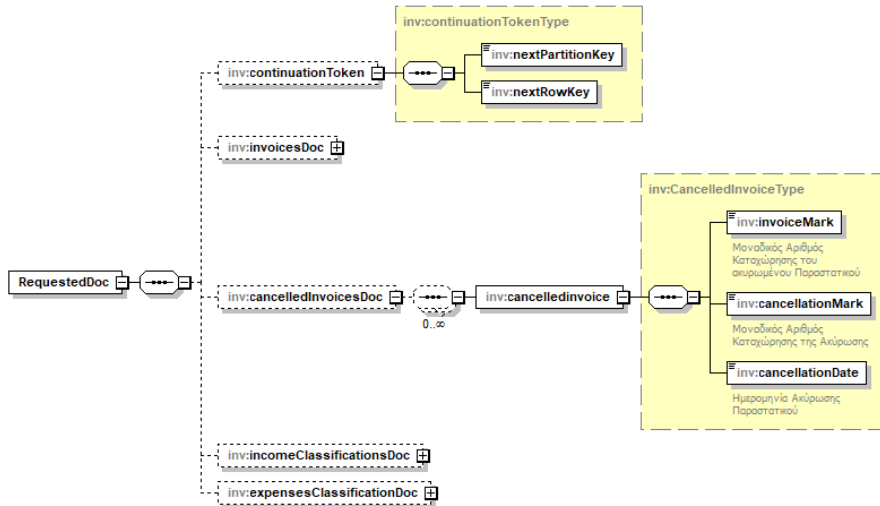 inv:continuationTokenType
inv:continuationToken
inv:nextPartitionKey
inv:nextRowKey
inv:invoicesDoc
inv:CancelledInvoiceType
inv:invoiceMark
Μοναδικός Αριθμός
Καταχώρησης του
ακυρωμένου Παραστατικού
RequestedDoc
inv:cancelledInvoicesDoc
0..∞
inv:cancelledinvoice
inv:cancellationMark
Μοναδικός Αριθμός
Καταχώρησης της Ακύρωσης
inv:cancellationDate
Ημερομηνία Ακύρωσης
Παραστατικού
inv:incomeClassificationsDoc
inv:expensesClassificationDoc